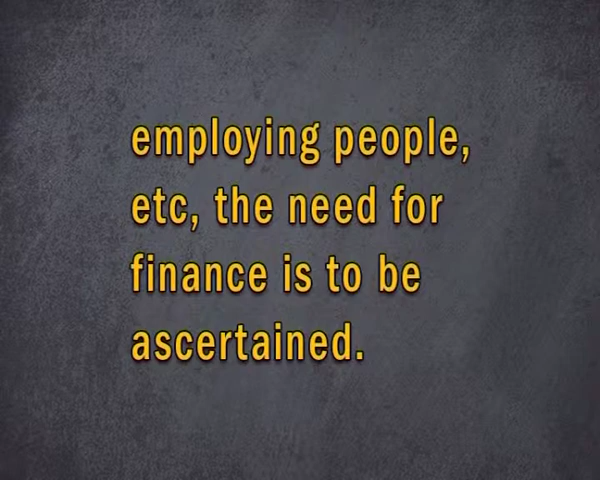 employing people,
etc, the need for
finance is to be
ascertained.